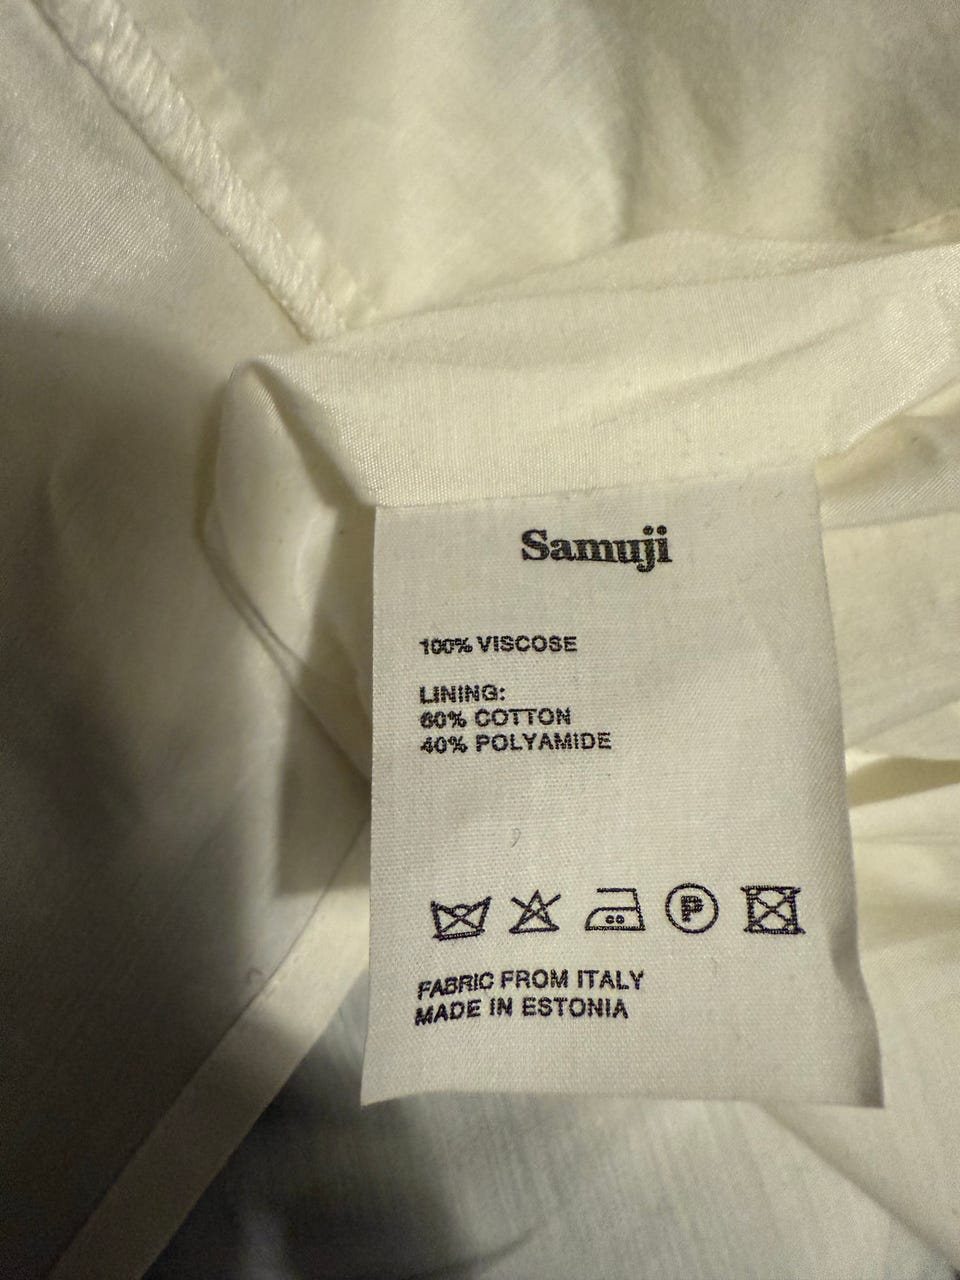 Samuji
100% VISCOSE
LINING:
60% COTTON
40% POLYAMIDE
P
FABRIC FROM ITALY
MADE IN ESTONIA